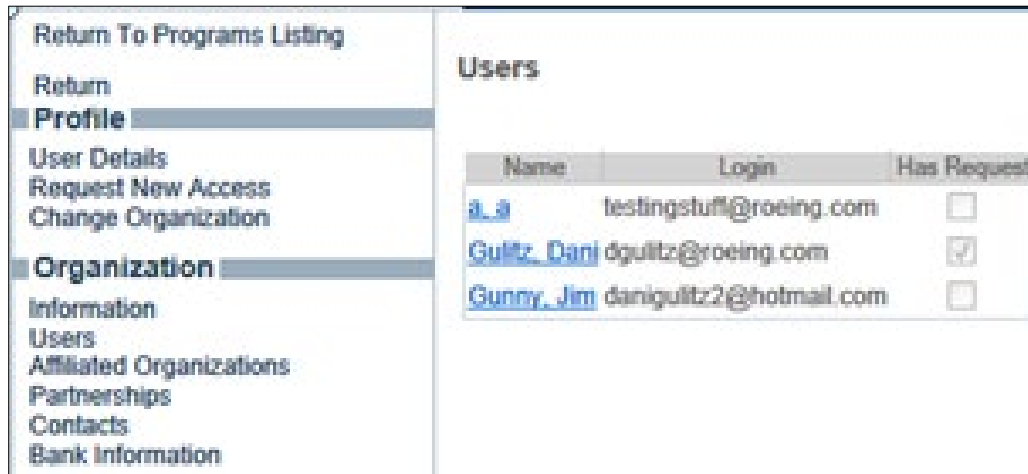 Return To Programs Listing
Return
Profile
User Details
Request New Access
Change Organization
Organization
Information
Users
Affiliated Organizations
Partnerships
Contacts
Bank Information
Users
Name Login Has Request
a, a testingstuff@roeing.com
Gulitz, Dani dgulitz@roeing.com
Gunny, Jim danigulitz2@hotmail.com